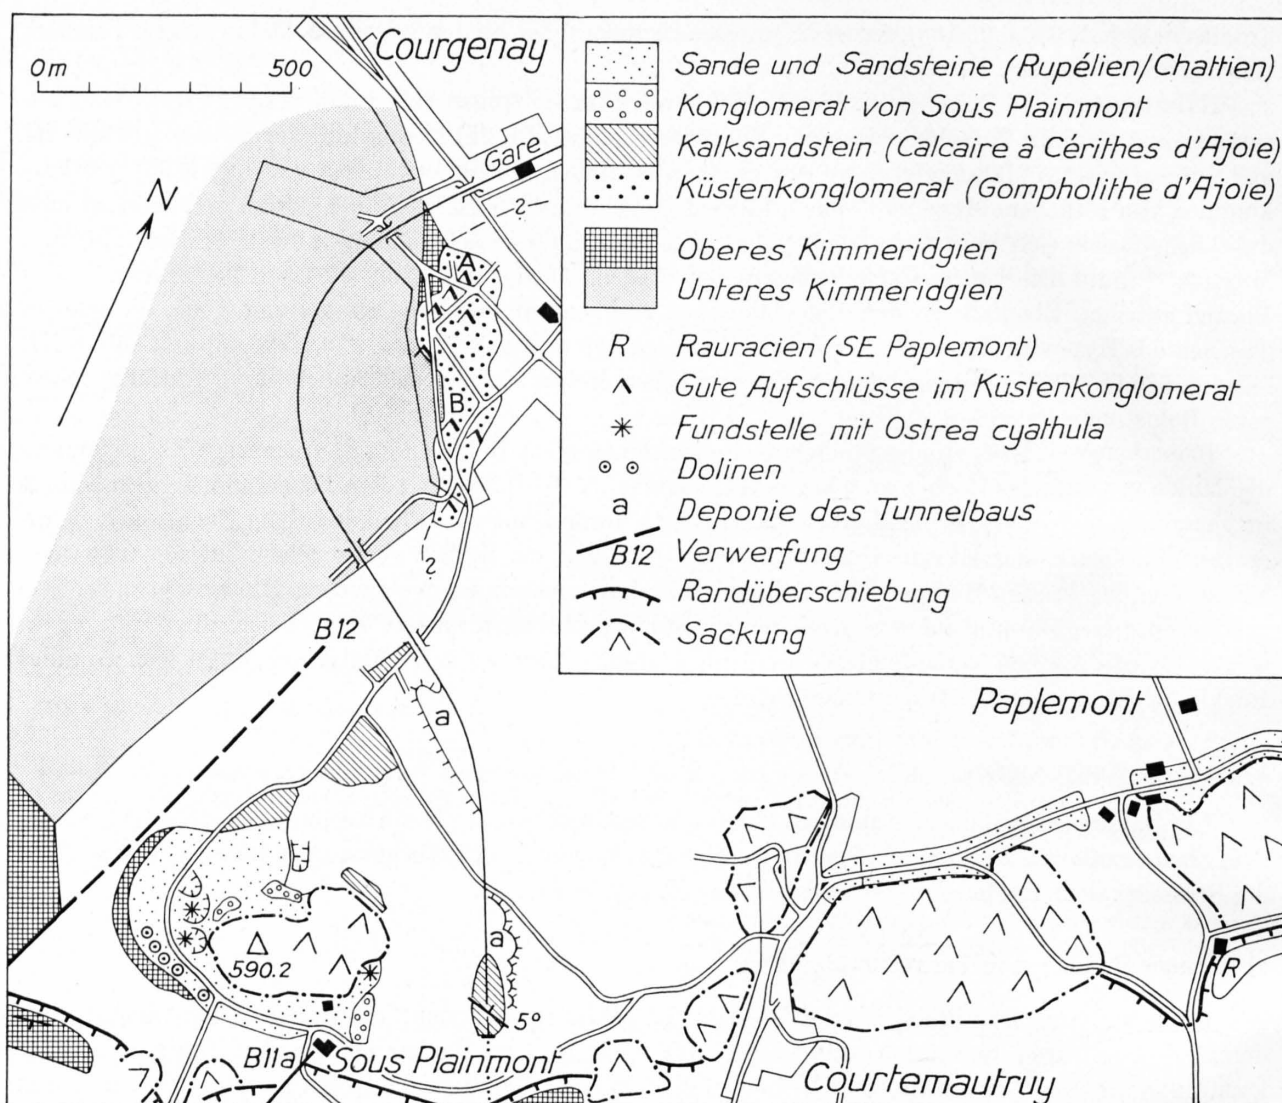 Courgenay
0m 500
N
Gare
?
A
B
?
B12
a
a
5°
590.2
B11a
Sous Plainmont
Paplemont
R
Courtemautruy
Sande und Sandsteine (Rupélien/Chattien)
Konglomerat von Sous Plainmont
Kalksandstein (Calcaire à Cérithes d'Ajoie)
Küstenkonglomerat (Gompholithe d'Ajoie)
Oberes Kimmeridgien
Unteres Kimmeridgien
R Rauracien (SE Paplemont)
Gute Aufschlüsse im Küstenkonglomerat
Fundstelle mit Ostrea cyathula
Dolinen
a Deponie des Tunnelbaus
B12 Verwerfung
Randüberschiebung
Sackung